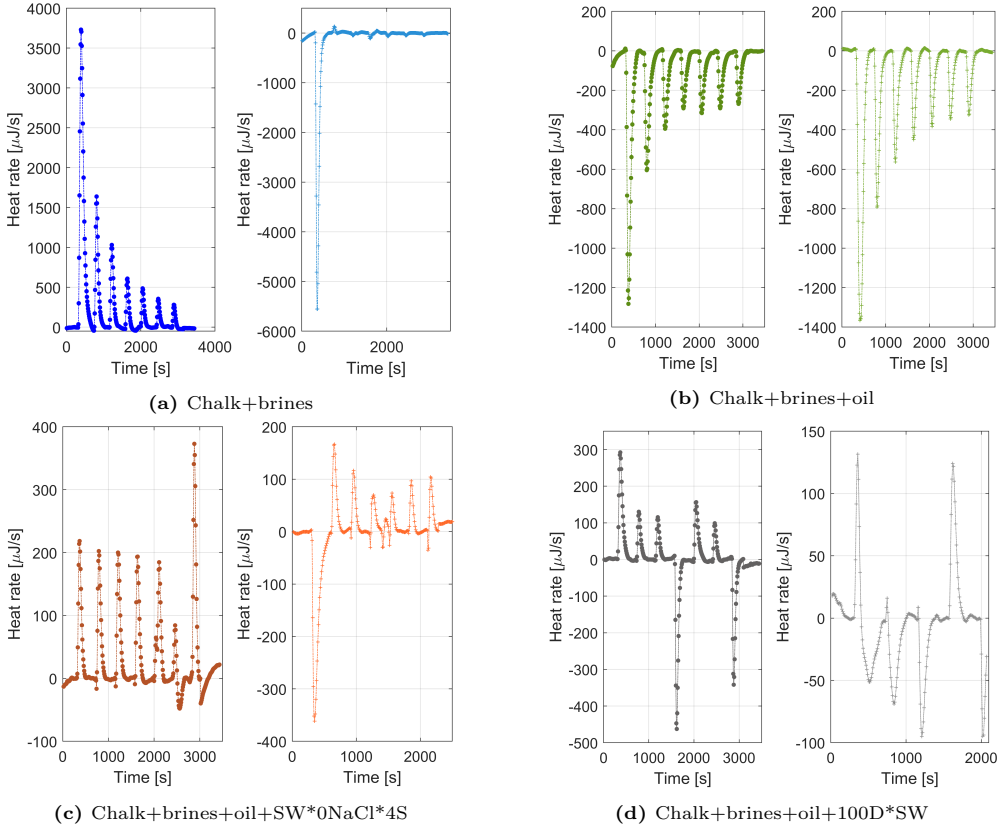 4000
3500
3000
2500
2000
1500
1000
500
0
Heat rate [μJ/s]
0 2000 4000
Time [s]
0
-1000
-2000
-3000
-4000
-5000
-6000
Heat rate [μJ/s]
0 2000
Time [s]
(a) Chalk+brines
200
0
-200
-400
-600
-800
-1000
-1200
-1400
Heat rate [μJ/s]
0 1000 2000 3000
Time [s]
200
0
-200
-400
-600
-800
-1000
-1200
-1400
Heat rate [μJ/s]
0 1000 2000 3000
Time [s]
(b) Chalk+brines+oil
400
300
200
100
0
-100
Heat rate [μJ/s]
0 1000 2000 3000
Time [s]
200
100
0
-100
-200
-300
-400
Heat rate [μJ/s]
0 1000 2000
Time [s]
(c) Chalk+brines+oil+SW*0NaCl*4S
300
200
100
0
-100
-200
-300
-400
-500
Heat rate [μJ/s]
0 1000 2000 3000
Time [s]
150
100
50
0
-50
-100
Heat rate [μJ/s]
0 1000 2000
Time [s]
(d) Chalk+brines+oil+100D*SW